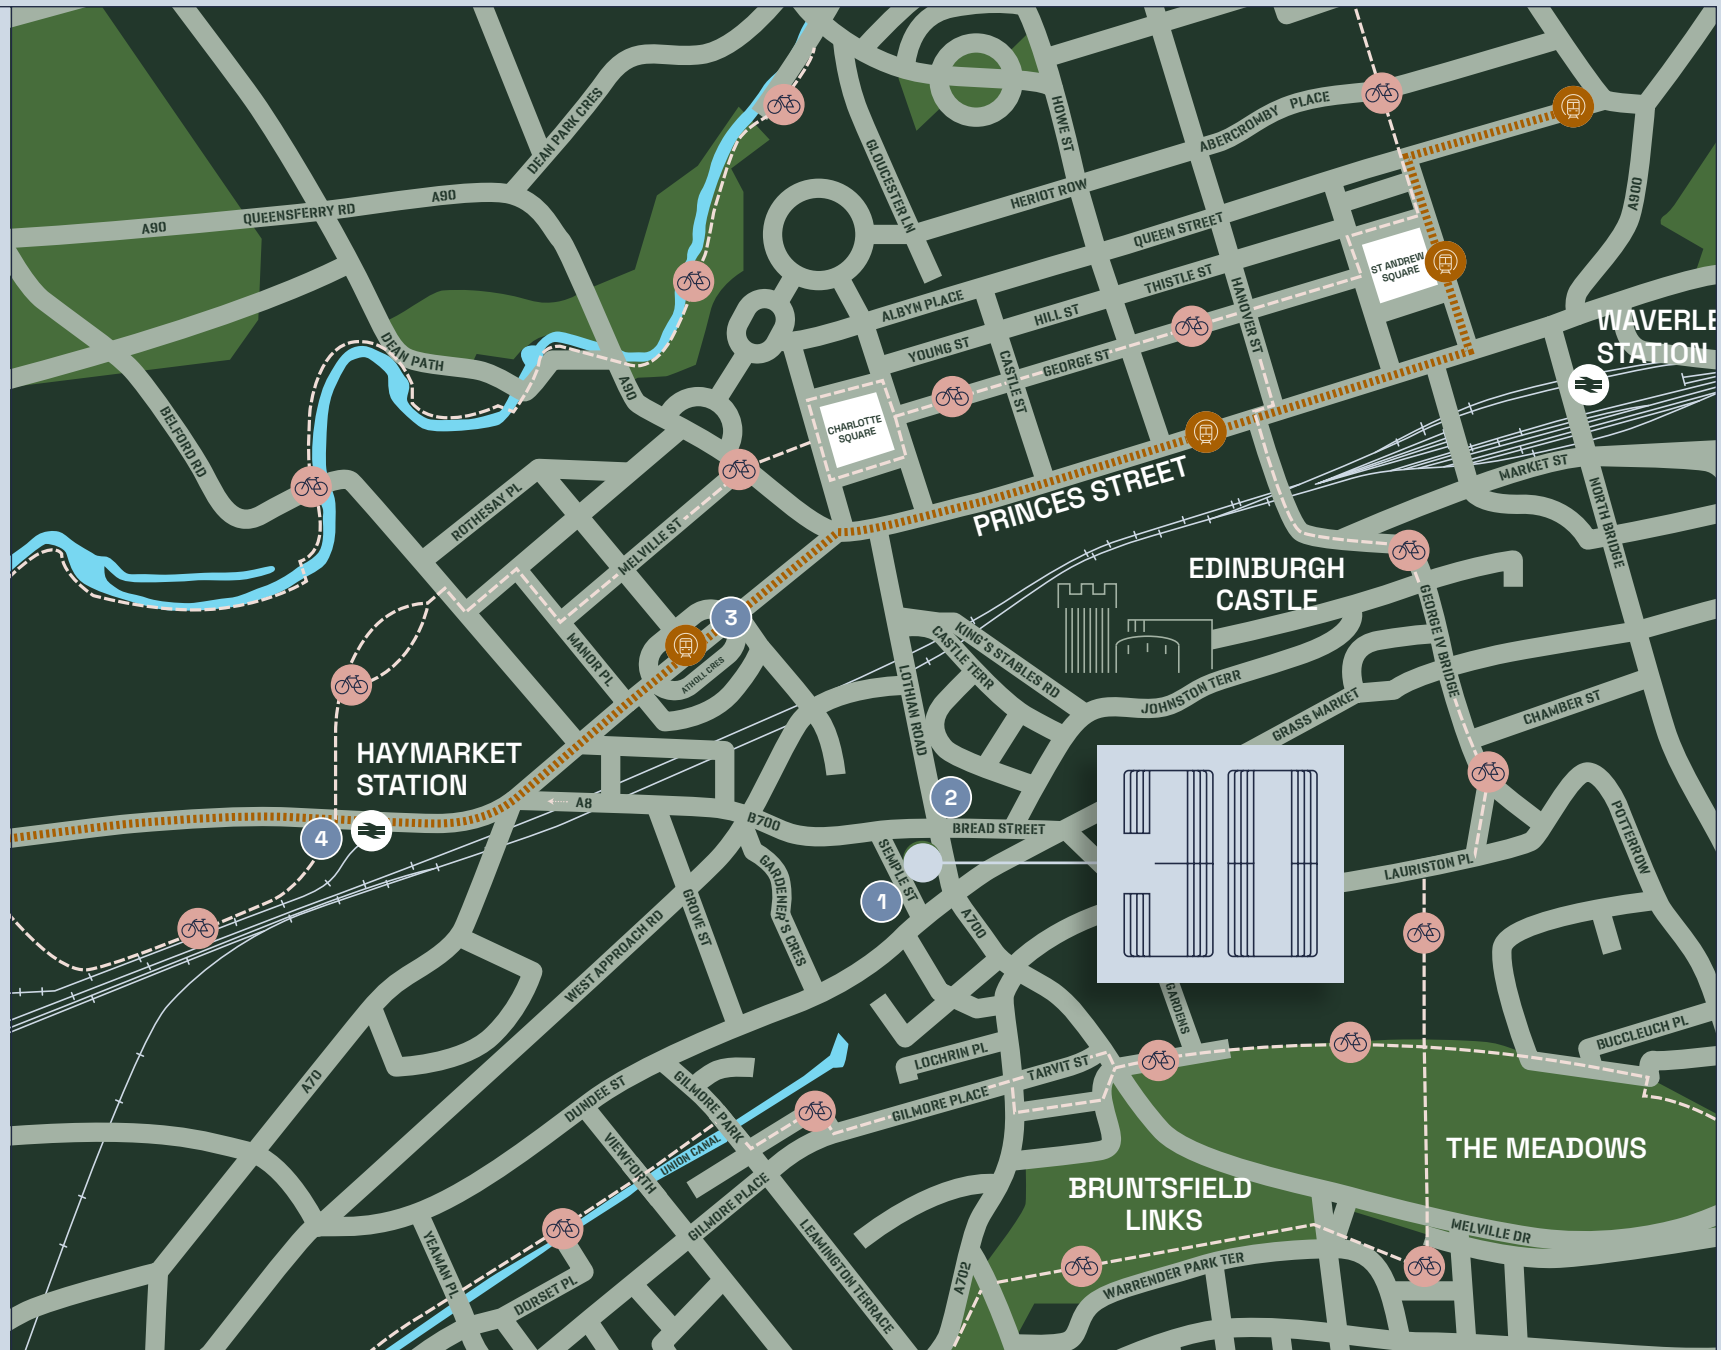 DEAN PARK CRES
HOWE ST
ABERCROMBY PLACE
GLOUCESTER LN
A90
QUEENSFERRY RD
A90
HERIOT ROW
A900
QUEEN STREET
THISTLE ST
ST ANDREW
SQUARE
ALBYN PLACE
HILL ST
HANOVER ST
WAVERLE
STATION
YOUNG ST
GEORGE ST
CASTLE ST
DEAN PATH
A90
BELFORD RD
CHARLOTTE
SQUARE
PRINCES STREET
MARKET ST
NORTH BRIDGE
ROTHESAY PL
MELVILLE ST
EDINBURGH
CASTLE
3
KING'S STABLES RD
CASTLE TERR
GEORGE IV BRIDGE
MANOR PL
ATHOLL CRES
LOTHIAN ROAD
JOHNSTON TERR
GRASS MARKET
CHAMBER ST
HAYMARKET
STATION
A8
2
B700
BREAD STREET
POTTERROW
4
SEMPLE ST
LAURISTON PL
GARDENER'S CRES
1
GROVE ST
A700
WEST APPROACH RD
GARDENS
BUCCLEUCH PL
LOCHRIN PL
TARVIT ST
A70
DUNDEE ST
GILMORE PARK
GILMORE PLACE
UNION CANAL
VIEWFORTH
THE MEADOWS
BRUNTSFIELD
LINKS
GILMORE PLACE
MELVILLE DR
YEAMAN PL
LEAMINGTON TERRACE
A702
WARRENDER PARK TER
DORSET PL